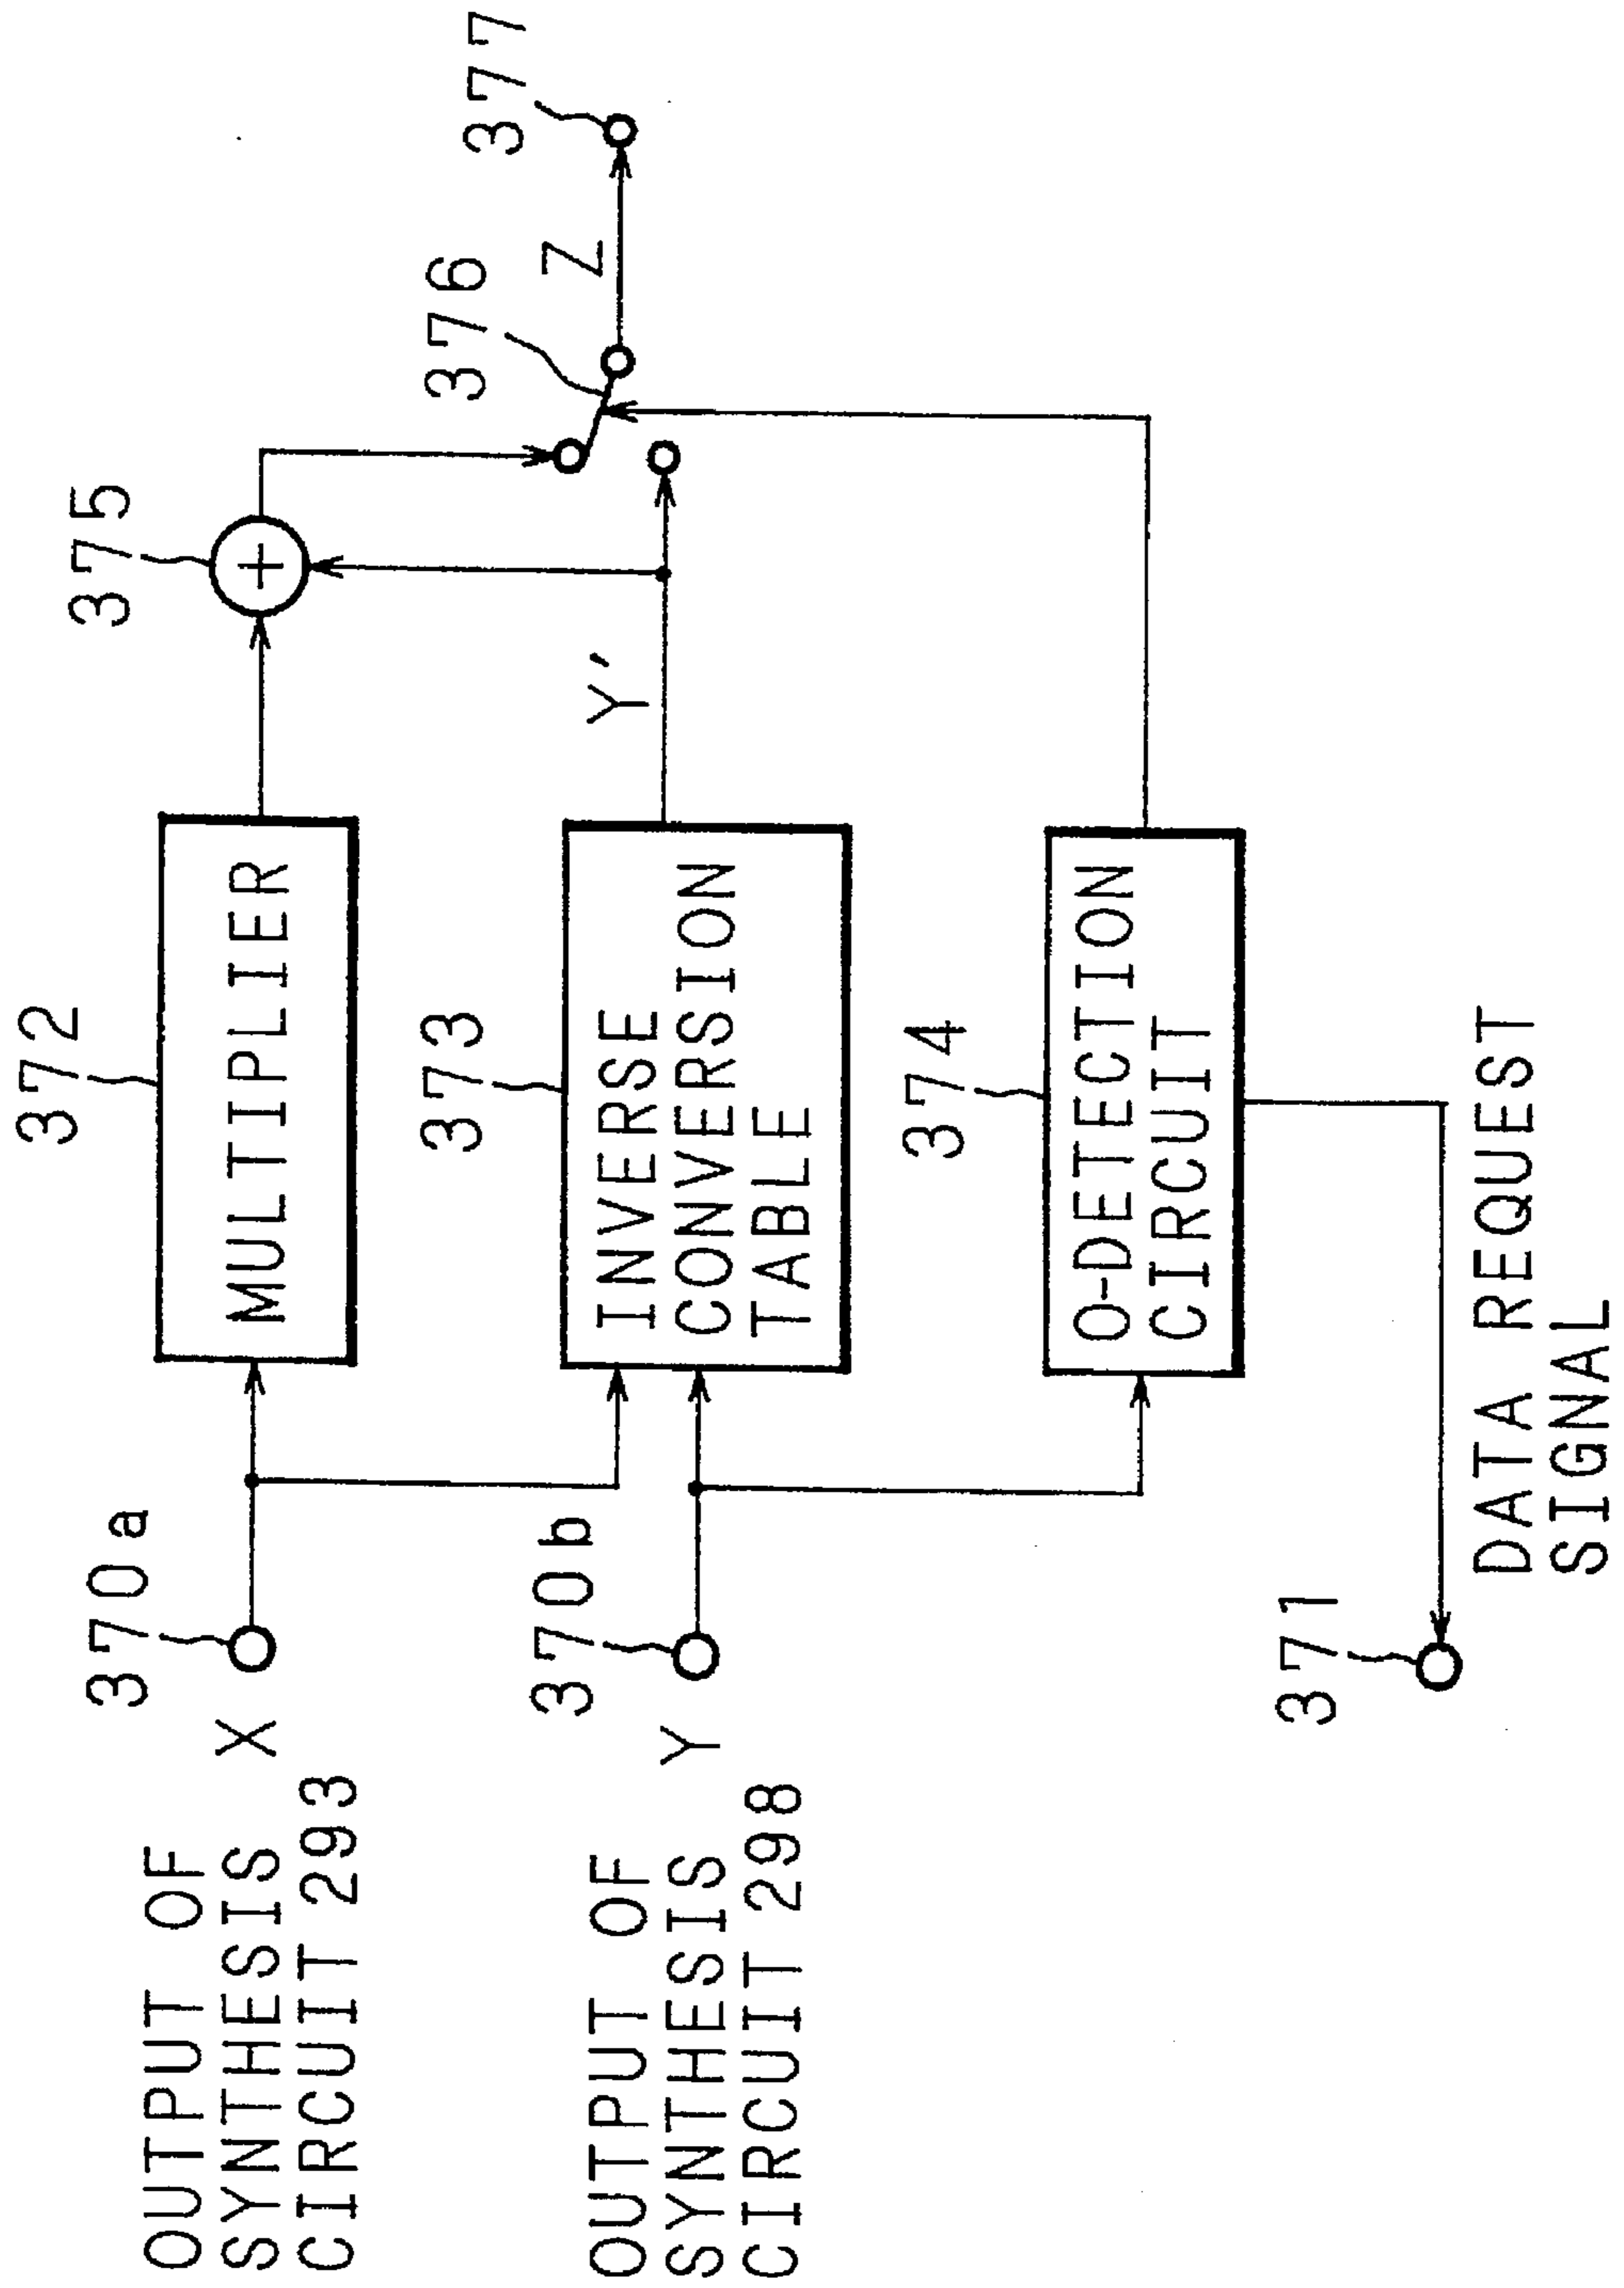 OUTPUT OF
SYNTHESIS
CIRCUIT 293
X
370a
372
MULTIPLIER
375
+
OUTPUT OF
SYNTHESIS
CIRCUIT 298
Y
370b
373
INVERSE
CONVERSION
TABLE
Y'
376
Z
377
374
0-DETECTION
CIRCUIT
371
DATA REQUEST
SIGNAL